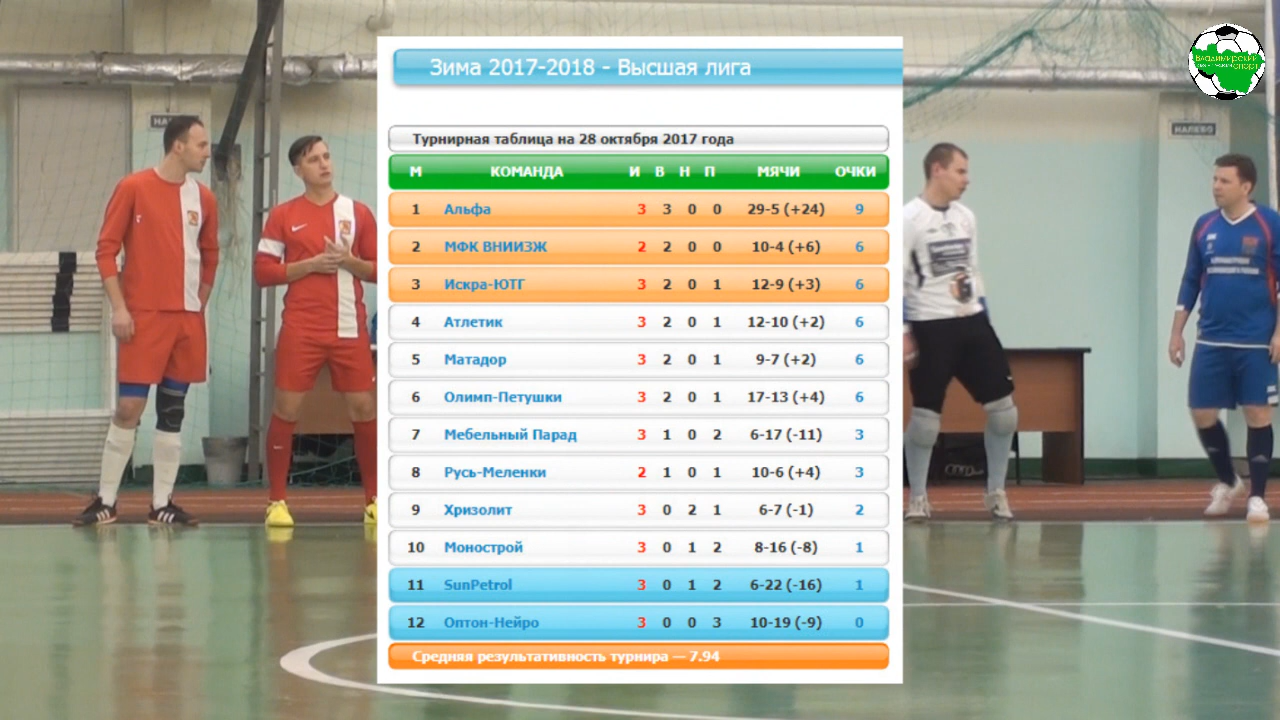 Зима 2017-2018 - Высшая лига
Турнирная таблица на 28 октября 2017 года
М КОМАНДА И В Н П МЯЧИ ОЧКИ
1 Альфа 3 3 0 0 29-5 (+24) 9
2 МФК ВНИИЗЖ 2 2 0 0 10-4 (+6) 6
3 Искра-ЮТГ 3 2 0 1 12-9 (+3) 6
4 Атлетик 3 2 0 1 12-10 (+2) 6
5 Матадор 3 2 0 1 9-7 (+2) 6
6 Олимп-Петушки 3 2 0 1 17-13 (+4) 6
7 Мебельный Парад 3 1 0 2 6-17 (-11) 3
8 Русь-Меленки 2 1 0 1 10-6 (+4) 3
9 Хризолит 3 0 2 1 6-7 (-1) 2
10 Монострой 3 0 1 2 8-16 (-8) 1
11 SunPetrol 3 0 1 2 6-22 (-16) 1
12 Оптон-Нейро 3 0 0 3 10-19 (-9) 0
Средняя результативность турнира — 7.94
Владимирский
спорт
НАЛЕВО